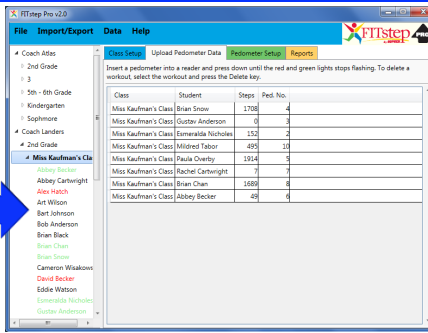 FITstep Pro v2.0
File Import/Export Data Help
FITstep PRO
Coach Atlas
2nd Grade
3
5th - 6th Grade
Kindergarten
Sophmore
Coach Landers
2nd Grade
Miss Kaufman's Cla
Abbey Becker
Abbey Cartwright
Alex Hatch
Art Wilson
Bart Johnson
Bob Anderson
Brian Black
Brian Chan
Brian Snow
Cameron Wisakows
David Becker
Eddie Watson
Esmeralda Nicholes
Gustav Anderson
Class Setup Upload Pedometer Data Pedometer Setup Reports
Insert a pedometer into a reader and press down until the red and green lights stops flashing. To delete a
workout, select the workout and press the Delete key.
Class Student Steps Ped. No.
Miss Kaufman's Class Brian Snow 1708 4
Miss Kaufman's Class Gustav Anderson 0 3
Miss Kaufman's Class Esmeralda Nicholes 152 2
Miss Kaufman's Class Mildred Tabor 495 10
Miss Kaufman's Class Paula Overby 1914 5
Miss Kaufman's Class Rachel Cartwright 7 7
Miss Kaufman's Class Brian Chan 1689 8
Miss Kaufman's Class Abbey Becker 49 6